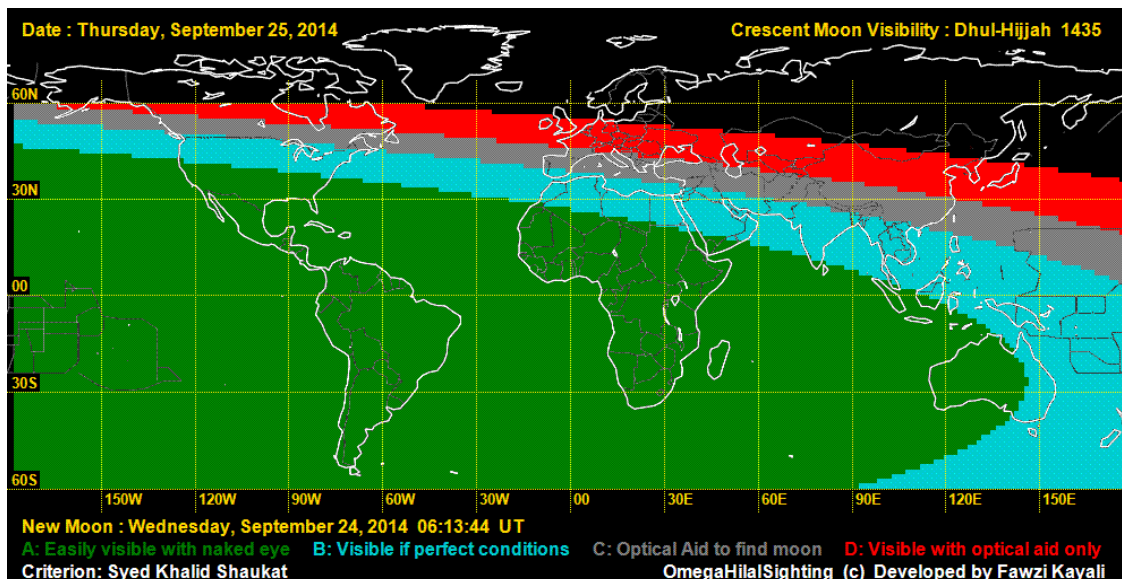 Date : Thursday, September 25, 2014
Crescent Moon Visibility : Dhul-Hijjah 1435
60N
30N
00
30S
60S
150W 120W 90W 60W 30W 00 30E 60E 90E 120E 150E
New Moon : Wednesday, September 24, 2014 06:13:44 UT
A: Easily visible with naked eye B: Visible if perfect conditions C: Optical Aid to find moon D: Visible with optical aid only
Criterion: Syed Khalid Shaukat OmegaHilalSighting (c) Developed by Fawzi Kayali